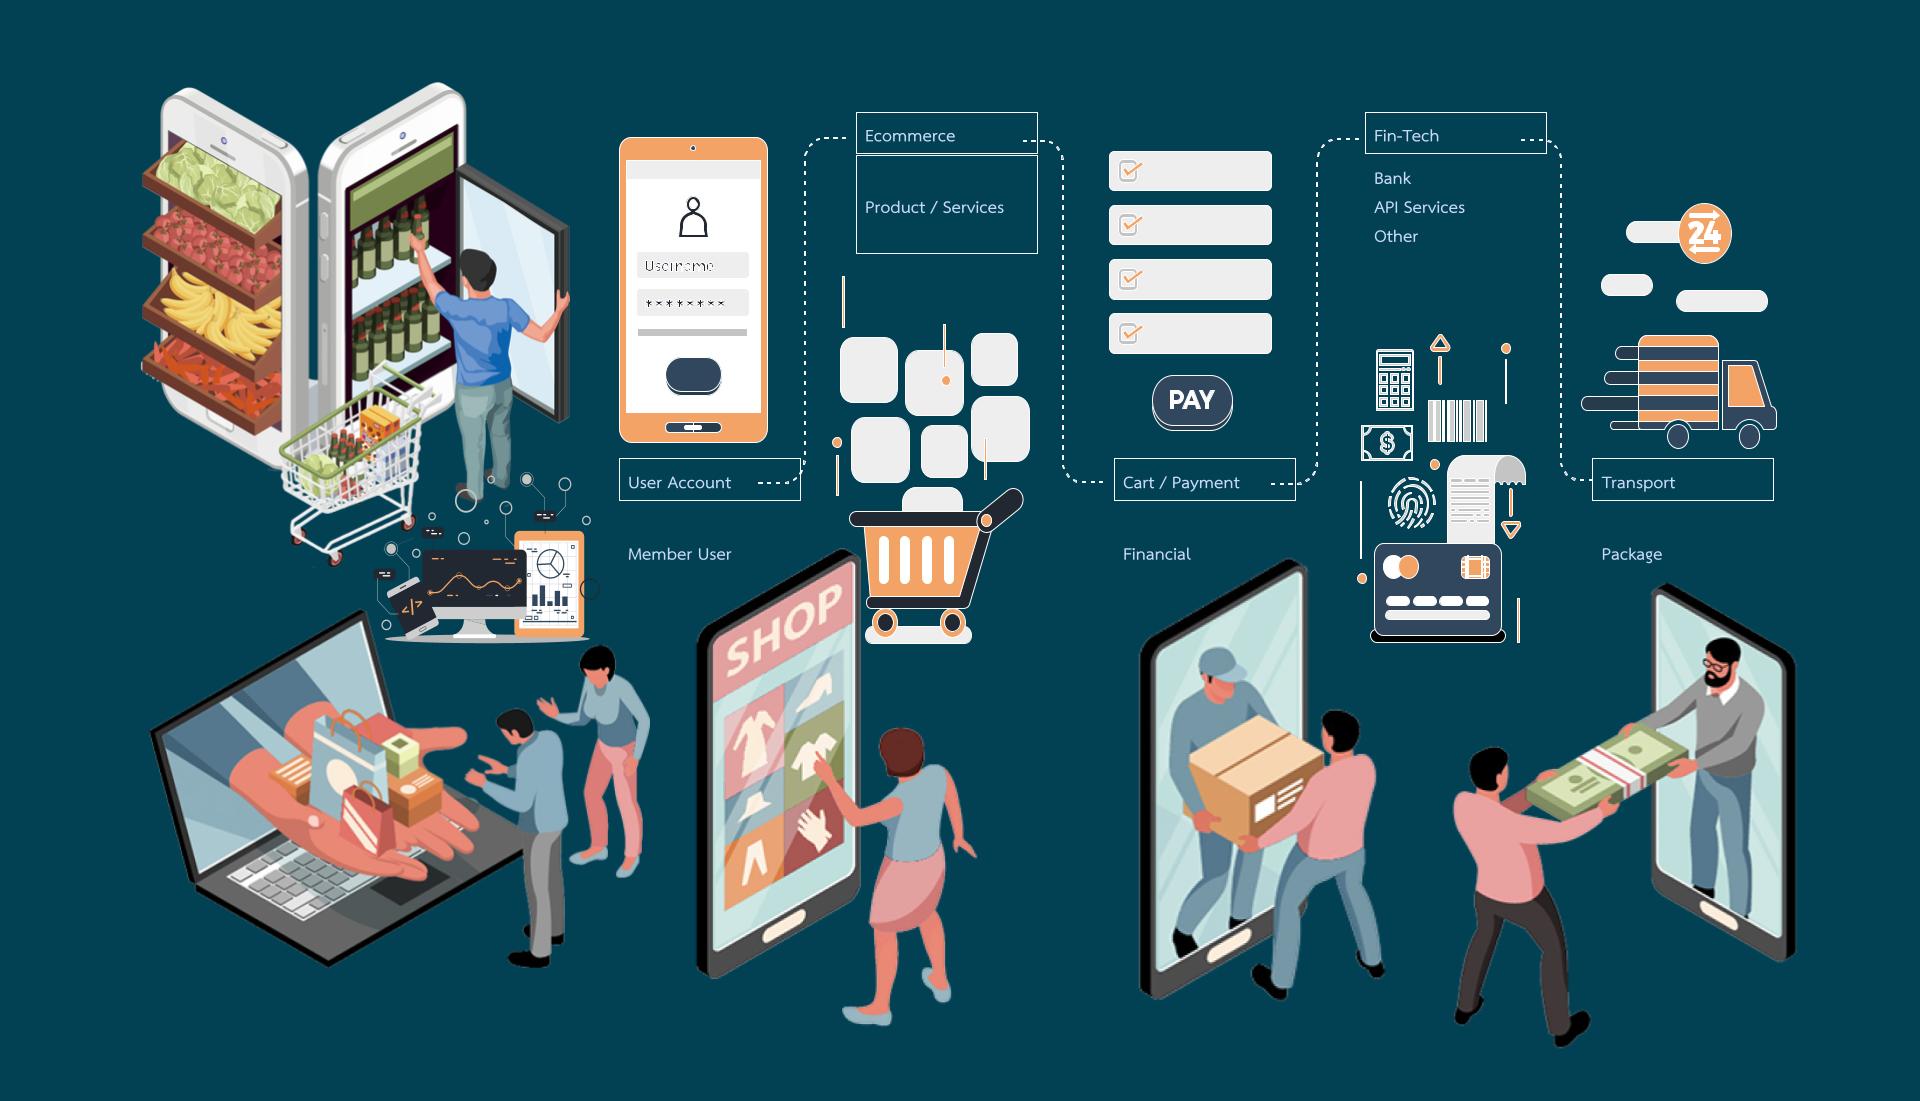 Username
********
User Account
Member User
Ecommerce
Product / Services
PAY
Cart / Payment
Financial
Fin-Tech
Bank
API Services
Other
$
24
Transport
Package
</>
SHOP